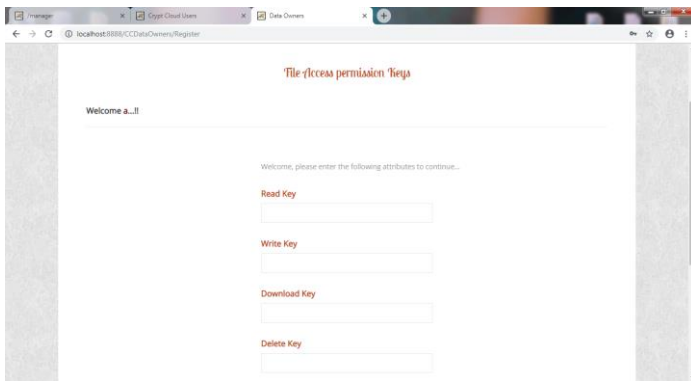 /manager
Crypt Cloud Users
Data Owners
localhost:8888/CCDataOwners/Register
File Access permission Keys
Welcome a...!!
Welcome, please enter the following attributes to continue...
Read Key
Write Key
Download Key
Delete Key